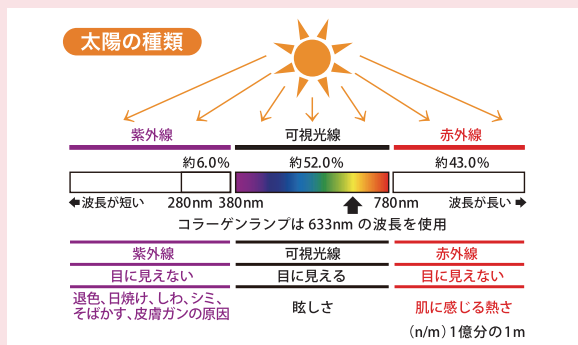 太陽の種類
紫外線 可視光線 赤外線
約6.0% 約52.0% 約43.0%
波長が短い 280nm 380nm 780nm 波長が長い
コラーゲンランプは633nmの波長を使用
紫外線 可視光線 赤外線
目に見えない 目に見える 目に見えない
退色、日焼け、しわ、シミ、
そばかす、皮膚ガンの原因 眩しさ 肌に感じる熱さ
(n/m)1億分の1m